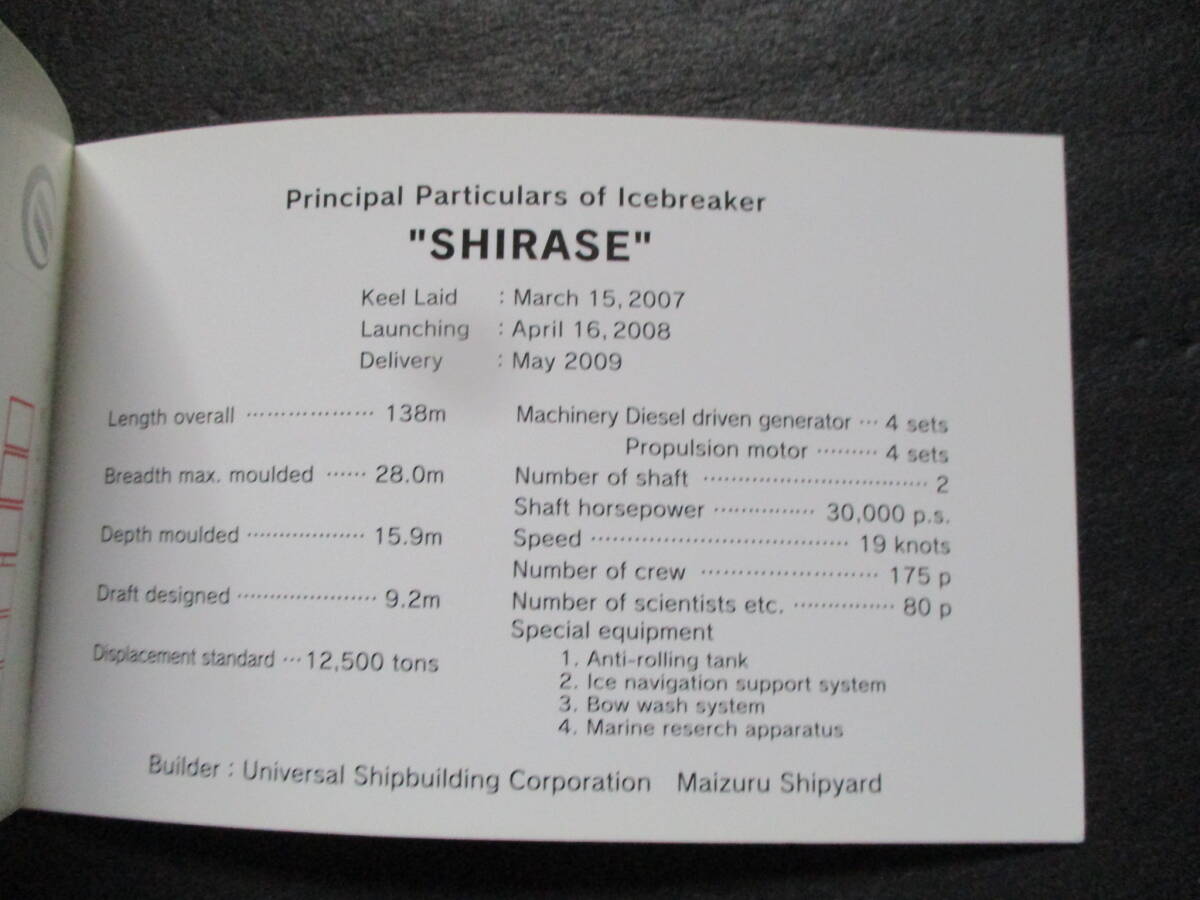 Principal Particulars of Icebreaker
"SHIRASE"
Keel Laid : March 15, 2007
Launching : April 16, 2008
Delivery : May 2009
Length overall ··················· 138m
Breadth max. moulded ······ 28.0m
Depth moulded ·················· 15.9m
Draft designed ····················· 9.2m
Displacement standard ··· 12,500 tons
Machinery Diesel driven generator ··· 4 sets
Propulsion motor ········· 4 sets
Number of shaft ································· 2
Shaft horsepower ··············· 30,000 p.s.
Speed ······································ 19 knots
Number of crew ·························· 175 p
Number of scientists etc. ··············· 80 p
Special equipment
1. Anti-rolling tank
2. Ice navigation support system
3. Bow wash system
4. Marine reserch apparatus
Builder : Universal Shipbuilding Corporation Maizuru Shipyard